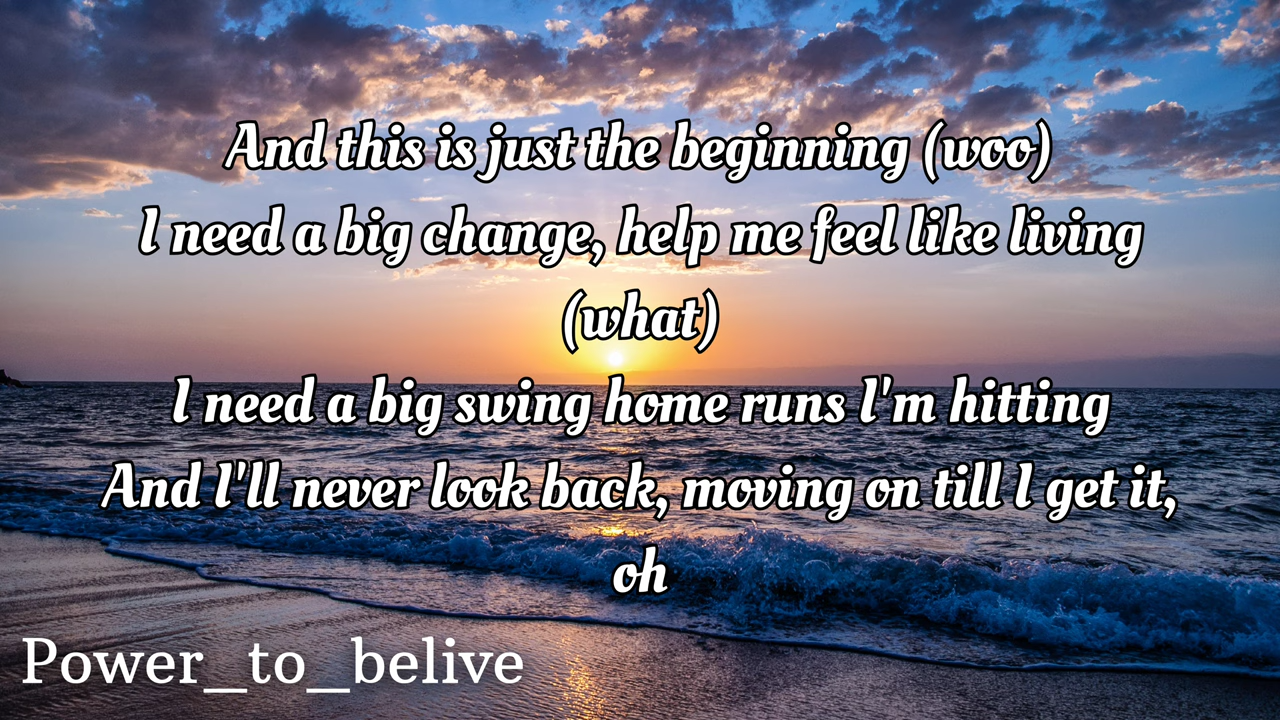 And this is just the beginning (woo)
I need a big change, help me feel like living
(what)
I need a big swing home runs I'm hitting
And I'll never look back, moving on till I get it,
oh
Power_to_belive